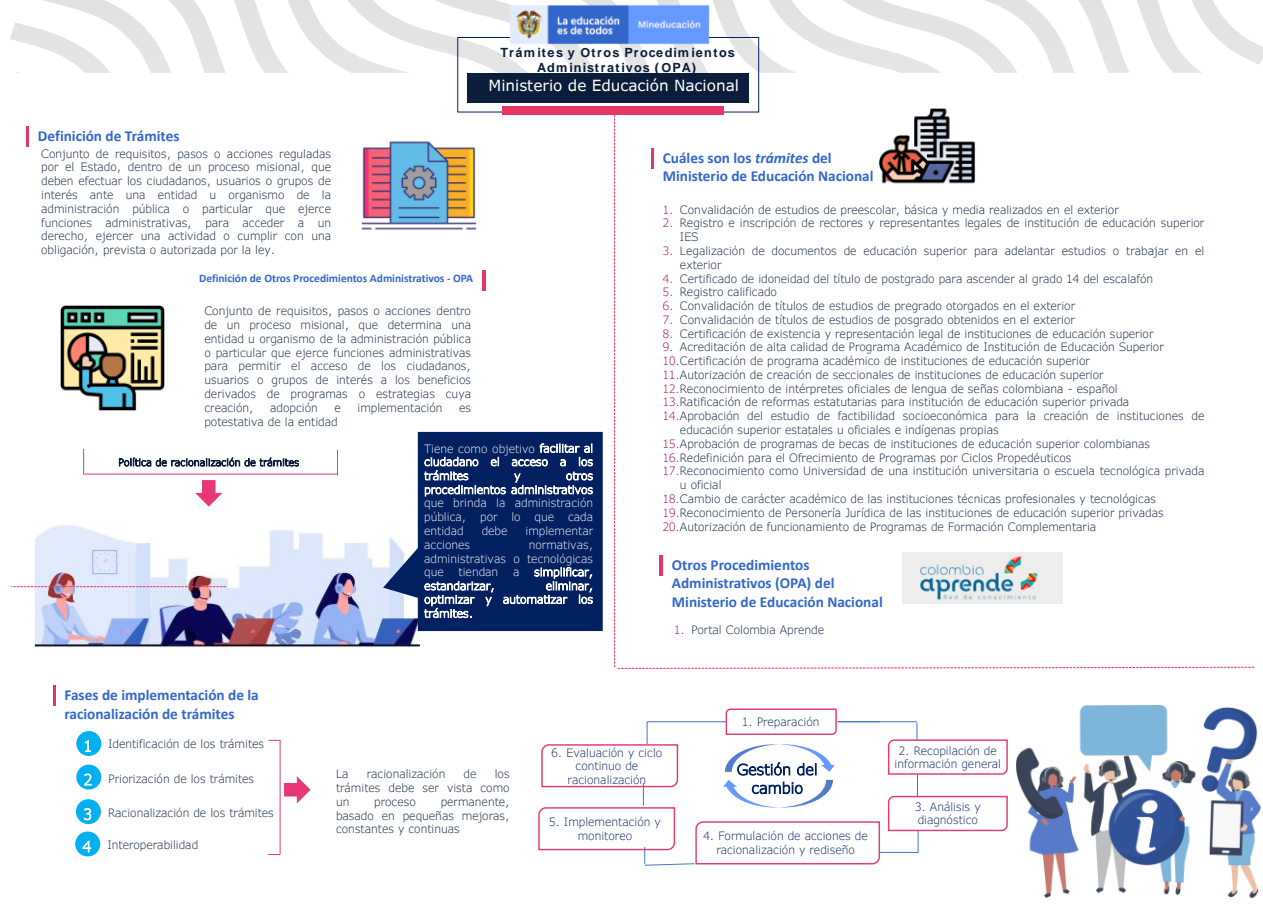 La educación
es de todos
Mineducación
Trámites y Otros Procedimientos
Administrativos (OPA)
Ministerio de Educación Nacional
Definición de Trámites
Conjunto de requisitos, pasos o acciones reguladas
por el Estado, dentro de un proceso misional, que
deben efectuar los ciudadanos, usuarios o grupos de
interés ante una entidad u organismo de la
administración pública o particular que ejerce
funciones administrativas, para acceder a un
derecho, ejercer una actividad o cumplir con una
obligación, prevista o autorizada por la ley.
Definición de Otros Procedimientos Administrativos - OPA
Conjunto de requisitos, pasos o acciones dentro
de un proceso misional, que determina una
entidad u organismo de la administración pública
o particular que ejerce funciones administrativas
para permitir el acceso de los ciudadanos,
usuarios o grupos de interés a los beneficios
derivados de programas o estrategias cuya
creación, adopción e implementación es
potestativa de la entidad
Política de racionalización de trámites
Tiene como objetivo facilitar al
ciudadano el acceso a los
trámites y otros
procedimientos administrativos
que brinda la administración
pública, por lo que cada
entidad debe implementar
acciones normativas,
administrativas o tecnológicas
que tiendan a simplificar,
estandarizar, eliminar,
optimizar y automatizar los
trámites.
Cuáles son los trámites del
Ministerio de Educación Nacional
1. Convalidación de estudios de preescolar, básica y media realizados en el exterior
2. Registro e inscripción de rectores y representantes legales de institución de educación superior
IES
3. Legalización de documentos de educación superior para adelantar estudios o trabajar en el
exterior
4. Certificado de idoneidad del título de postgrado para ascender al grado 14 del escalafón
5. Registro calificado
6. Convalidación de títulos de estudios de pregrado otorgados en el exterior
7. Convalidación de títulos de estudios de posgrado obtenidos en el exterior
8. Certificación de existencia y representación legal de instituciones de educación superior
9. Acreditación de alta calidad de Programa Académico de Institución de Educación Superior
10.Certificación de programa académico de instituciones de educación superior
11.Autorización de creación de seccionales de instituciones de educación superior
12.Reconocimiento de intérpretes oficiales de lengua de señas colombiana - español
13.Ratificación de reformas estatutarias para institución de educación superior privada
14.Aprobación del estudio de factibilidad socioeconómica para la creación de instituciones de
educación superior estatales u oficiales e indígenas propias
15.Aprobación de programas de becas de instituciones de educación superior colombianas
16.Redefinición para el Ofrecimiento de Programas por Ciclos Propedéuticos
17.Reconocimiento como Universidad de una institución universitaria o escuela tecnológica privada
u oficial
18.Cambio de carácter académico de las instituciones técnicas profesionales y tecnológicas
19.Reconocimiento de Personería Jurídica de las instituciones de educación superior privadas
20.Autorización de funcionamiento de Programas de Formación Complementaria
Otros Procedimientos
Administrativos (OPA) del
Ministerio de Educación Nacional
colombia
aprende
Red de conocimiento
1. Portal Colombia Aprende
Fases de implementación de la
racionalización de trámites
1 Identificación de los trámites
2 Priorización de los trámites
3 Racionalización de los trámites
4 Interoperabilidad
La racionalización de los
trámites debe ser vista como
un proceso permanente,
basado en pequeñas mejoras,
constantes y continuas
1. Preparación
2. Recopilación de
información general
3. Análisis y
diagnóstico
4. Formulación de acciones de
racionalización y rediseño
5. Implementación y
monitoreo
6. Evaluación y ciclo
continuo de
racionalización
Gestión del
cambio
?
i